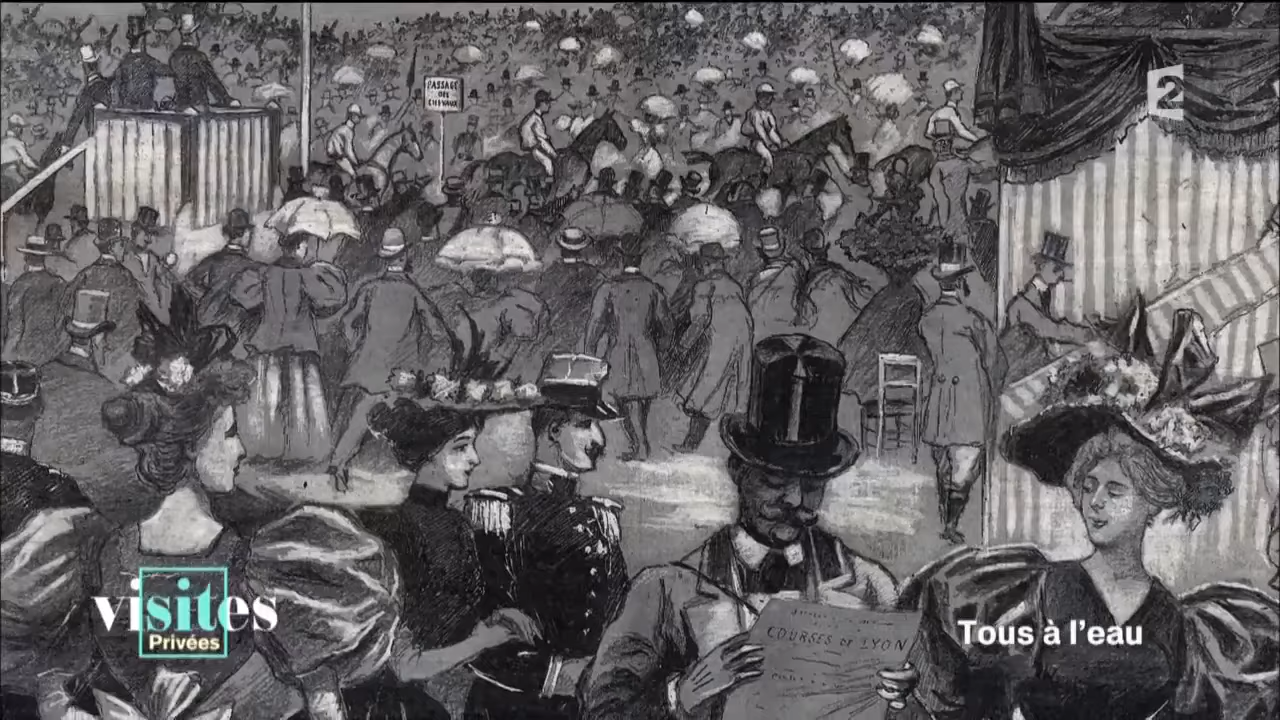 PASSAGE
DES
CHEVAUX
2
COURSES DE LYON
visites
Privées
Tous à l'eau